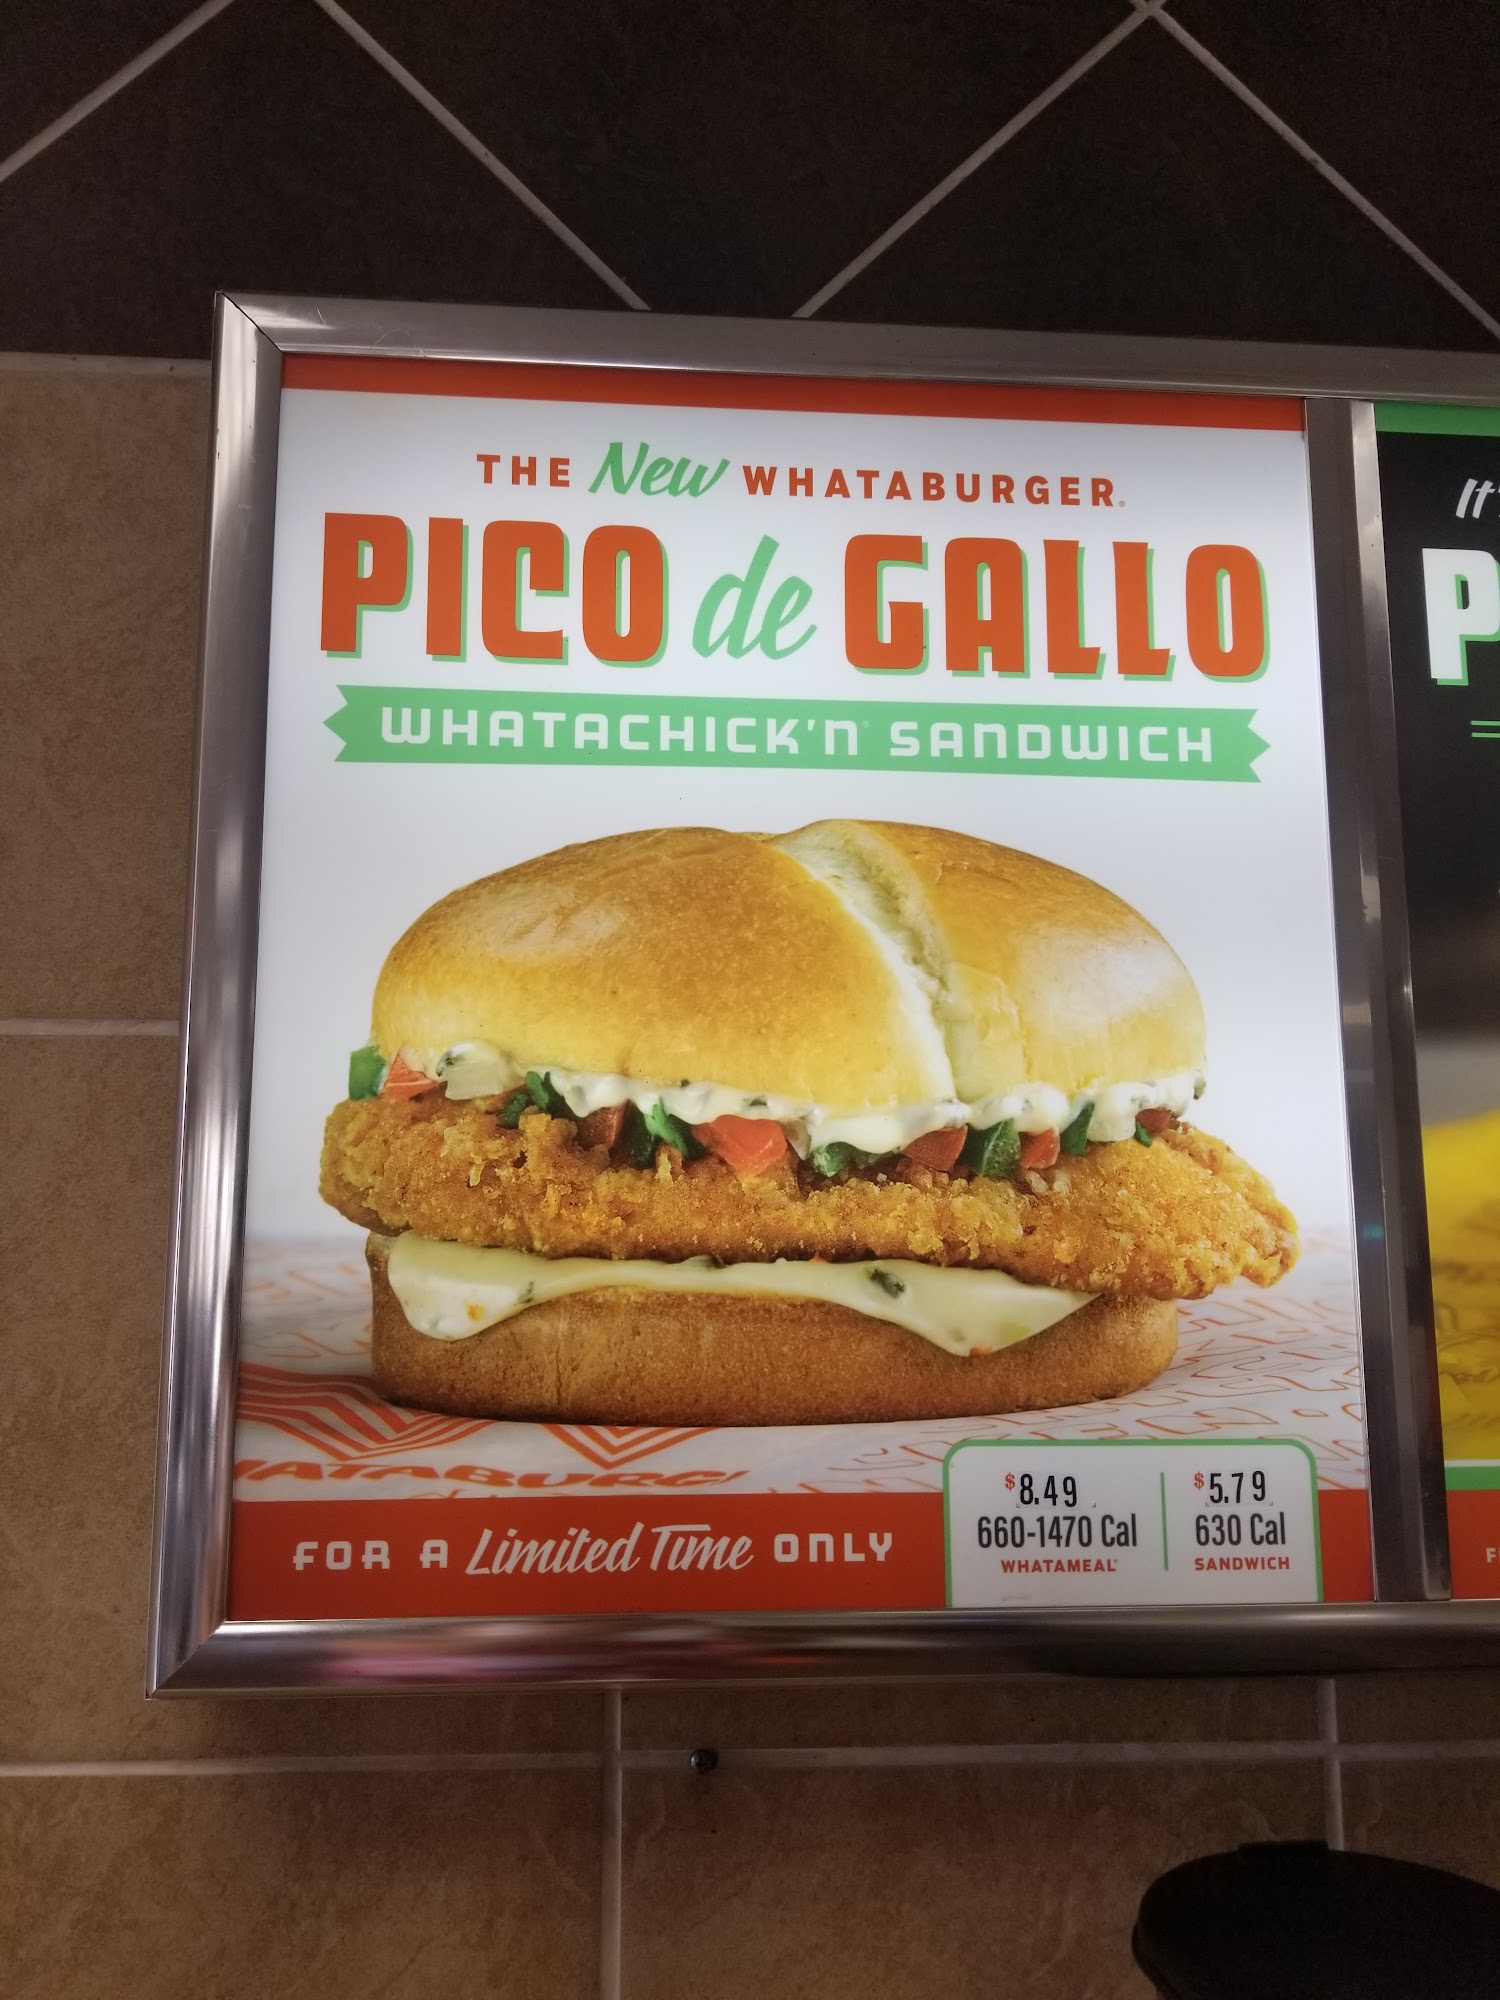 THE New WHATABURGER®
PICO de GALLO
WHATACHICK'N® SANDWICH
FOR A Limited Time ONLY
$8.49
660-1470 Cal
WHATAMEAL®
$5.79
630 Cal
SANDWICH
It'
P